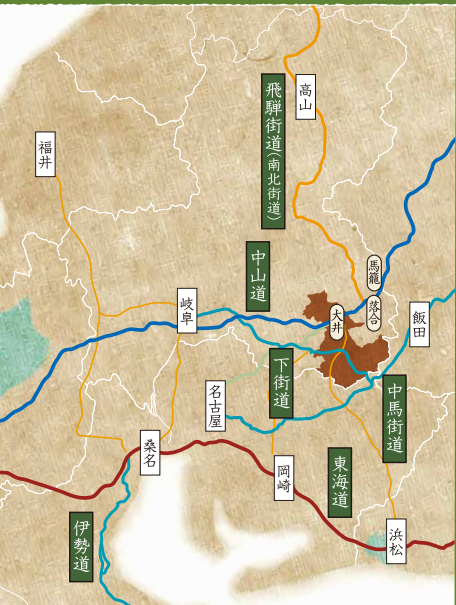 高山
飛騨街道(南北街道)
福井
中山道
馬籠
落合
大井
岐阜
飯田
下街道
中馬街道
名古屋
桑名
岡崎
東海道
伊勢道
浜松